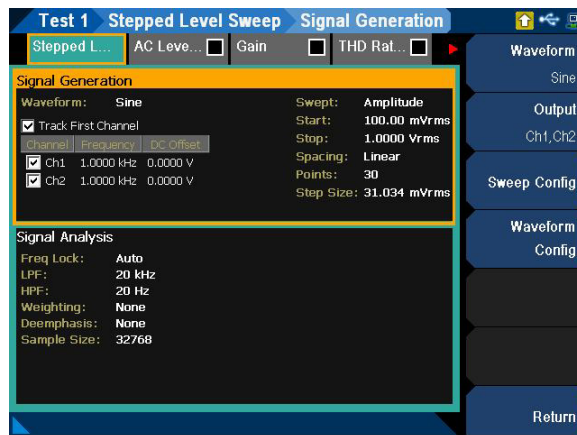 Test 1 Stepped Level Sweep Signal Generation
Stepped L... AC Leve... Gain THD Rat...
Signal Generation
Waveform: Sine
Track First Channel
Channel Frequency DC Offset
Ch1 1.0000 kHz 0.0000 V
Ch2 1.0000 kHz 0.0000 V
Swept: Amplitude
Start: 100.00 mVrms
Stop: 1.0000 Vrms
Spacing: Linear
Points: 30
Step Size: 31.034 mVrms
Signal Analysis
Freq Lock: Auto
LPF: 20 kHz
HPF: 20 Hz
Weighting: None
Deemphasis: None
Sample Size: 32768
Waveform
Sine
Output
Ch1,Ch2
Sweep Config
Waveform
Config
Return